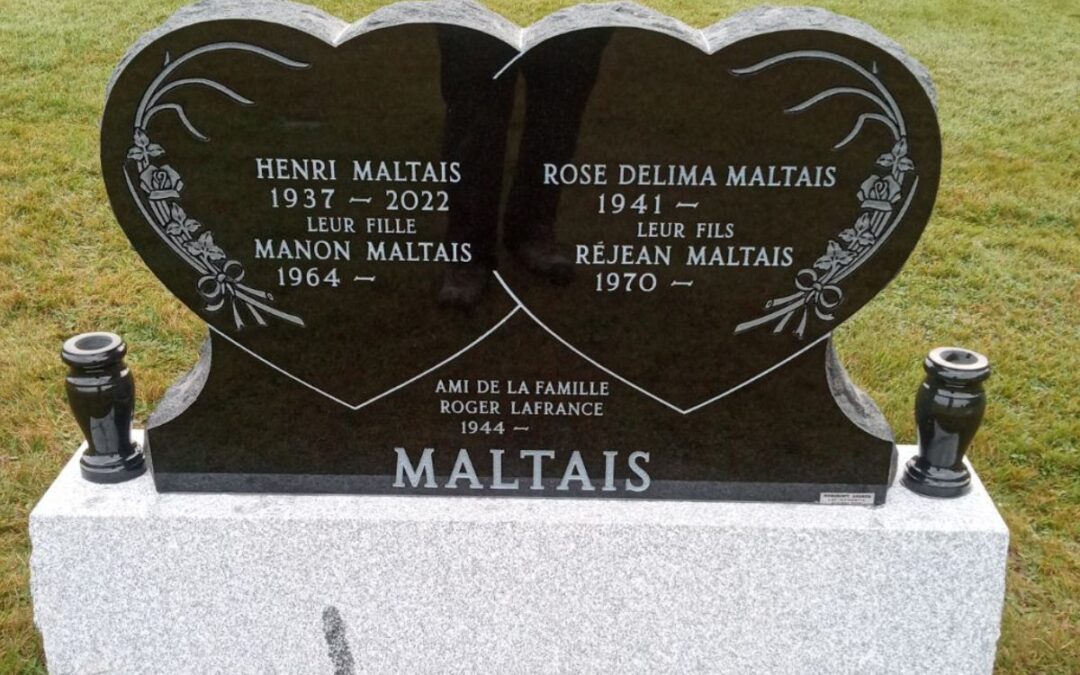 HENRI MALTAIS
1937 — 2022
LEUR FILLE
MANON MALTAIS
1964 —
ROSE DELIMA MALTAIS
1941 —
LEUR FILS
RÉJEAN MALTAIS
1970 —
AMI DE LA FAMILLE
ROGER LAFRANCE
1944 —
MALTAIS